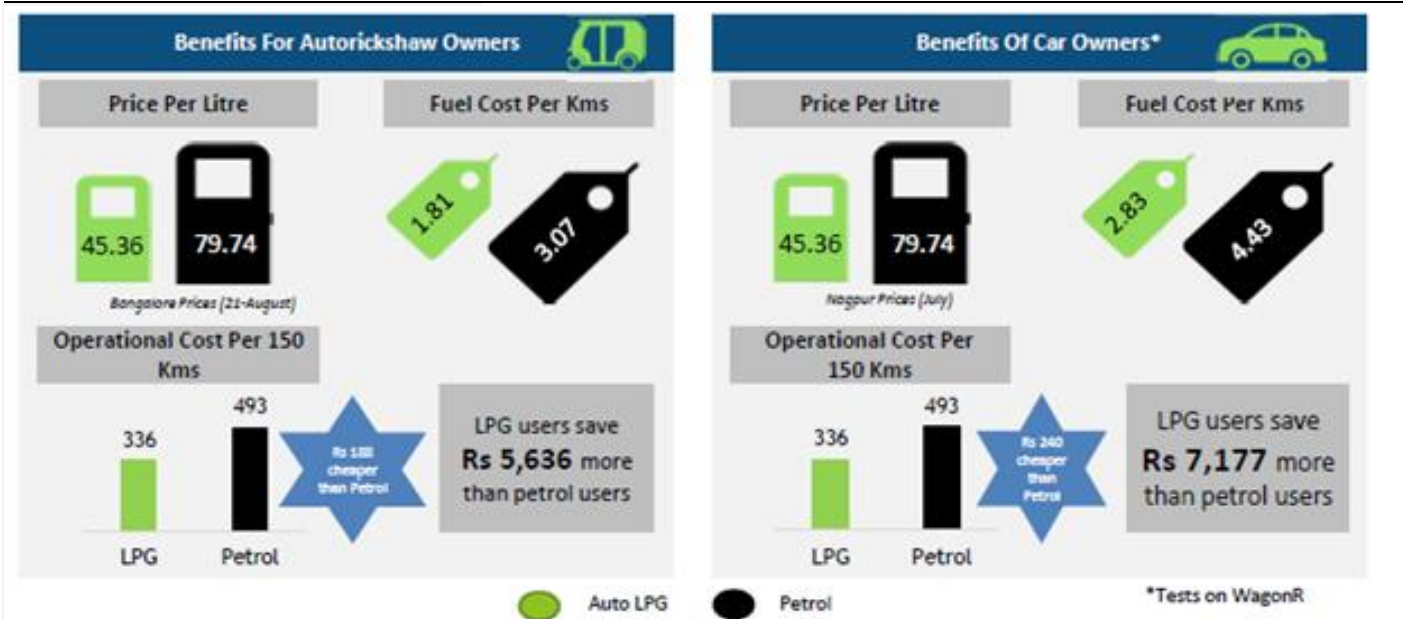 Benefits For Autorickshaw Owners
Price Per Litre
Fuel Cost Per Kms
45.36
79.74
1.81
3.07
Bangalore Prices (21-August)
Operational Cost Per 150
Kms
336
493
LPG
Petrol
Rs 188
cheaper
than Petrol
LPG users save
Rs 5,636 more
than petrol users
Benefits Of Car Owners*
Price Per Litre
Fuel Cost Per Kms
45.36
79.74
2.83
4.43
Nagpur Prices (July)
Operational Cost Per
150 Kms
336
493
LPG
Petrol
Rs 240
cheaper
than
Petrol
LPG users save
Rs 7,177 more
than petrol users
Auto LPG
Petrol
*Tests on WagonR